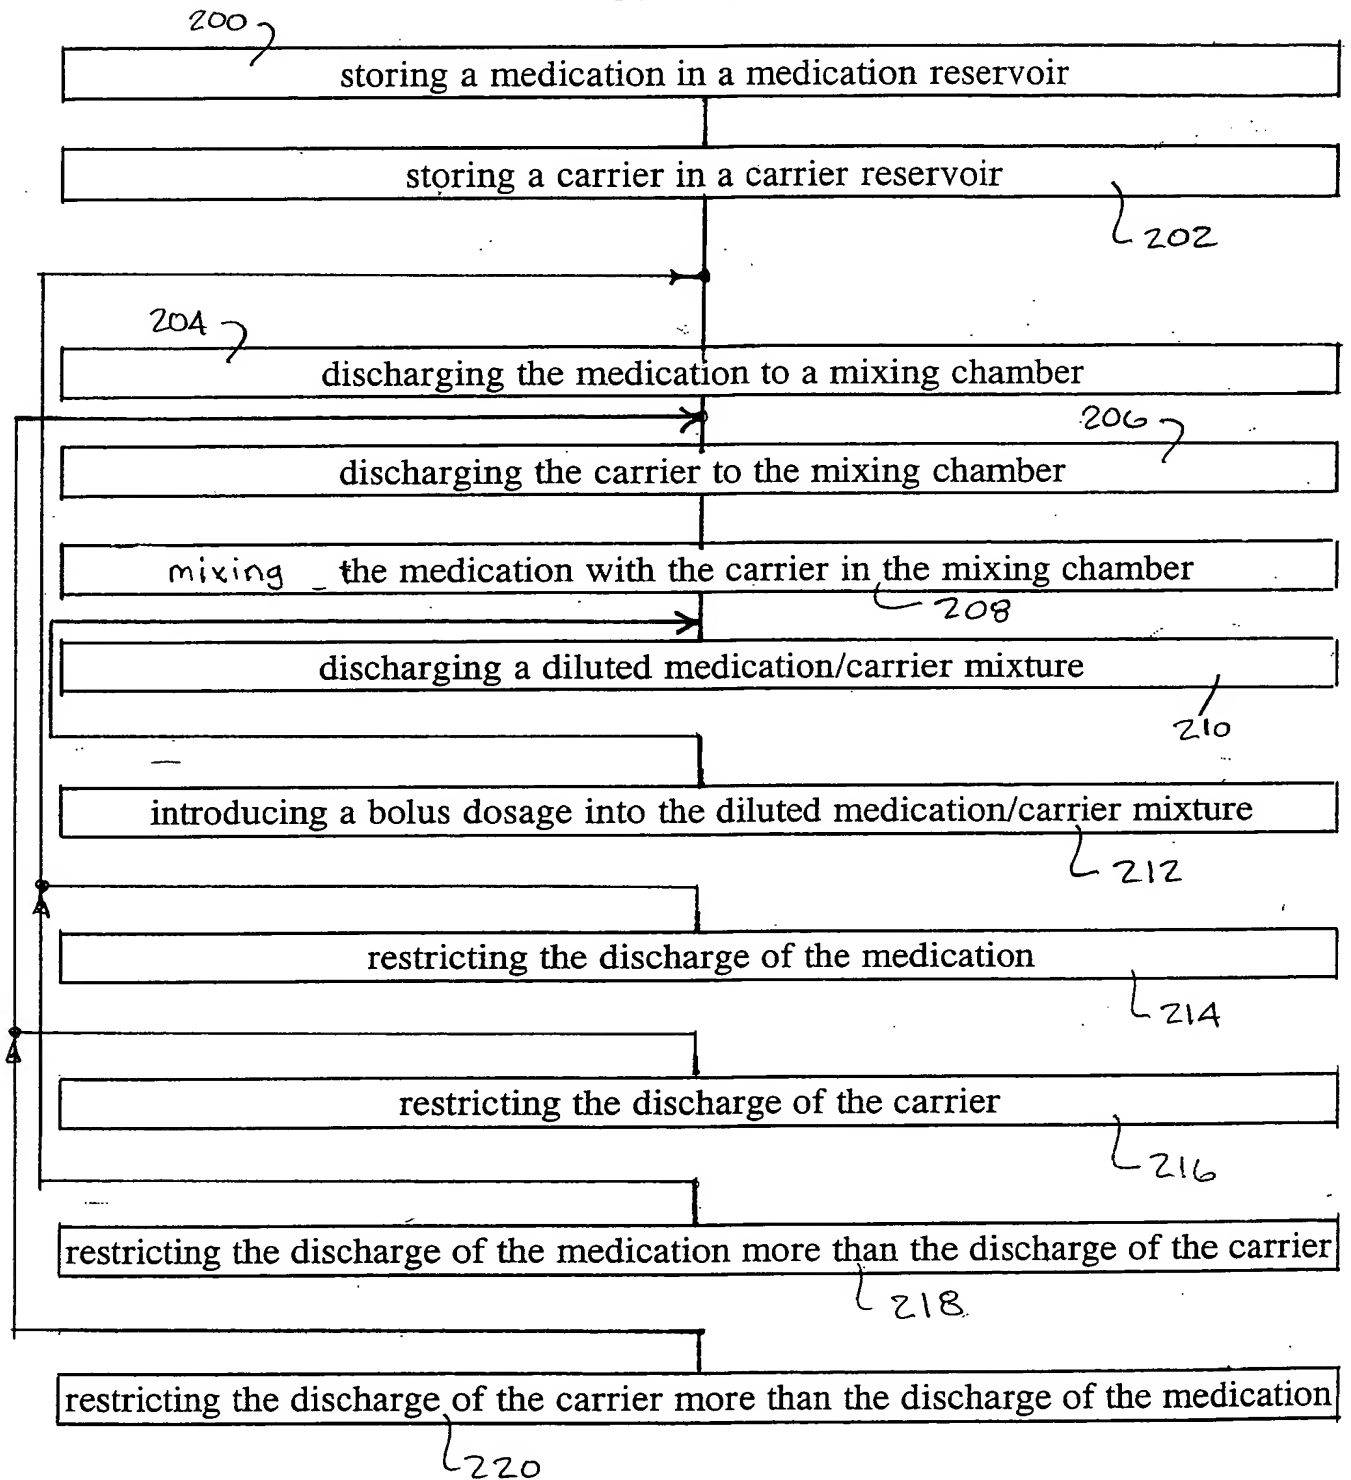 200
storing a medication in a medication reservoir
storing a carrier in a carrier reservoir
202
204
discharging the medication to a mixing chamber
206
discharging the carrier to the mixing chamber
mixing the medication with the carrier in the mixing chamber
208
discharging a diluted medication/carrier mixture
210
introducing a bolus dosage into the diluted medication/carrier mixture
212
restricting the discharge of the medication
214
restricting the discharge of the carrier
216
restricting the discharge of the medication more than the discharge of the carrier
218
restricting the discharge of the carrier more than the discharge of the medication
220